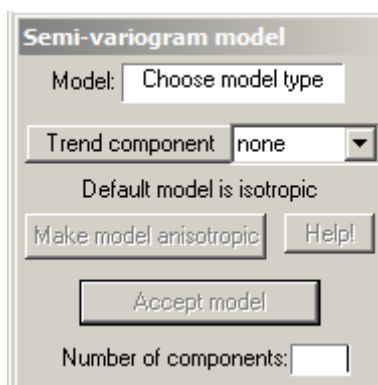 Semi-variogram model
Model: Choose model type
Trend component none
Default model is isotropic
Make model anisotropic Help!
Accept model
Number of components: